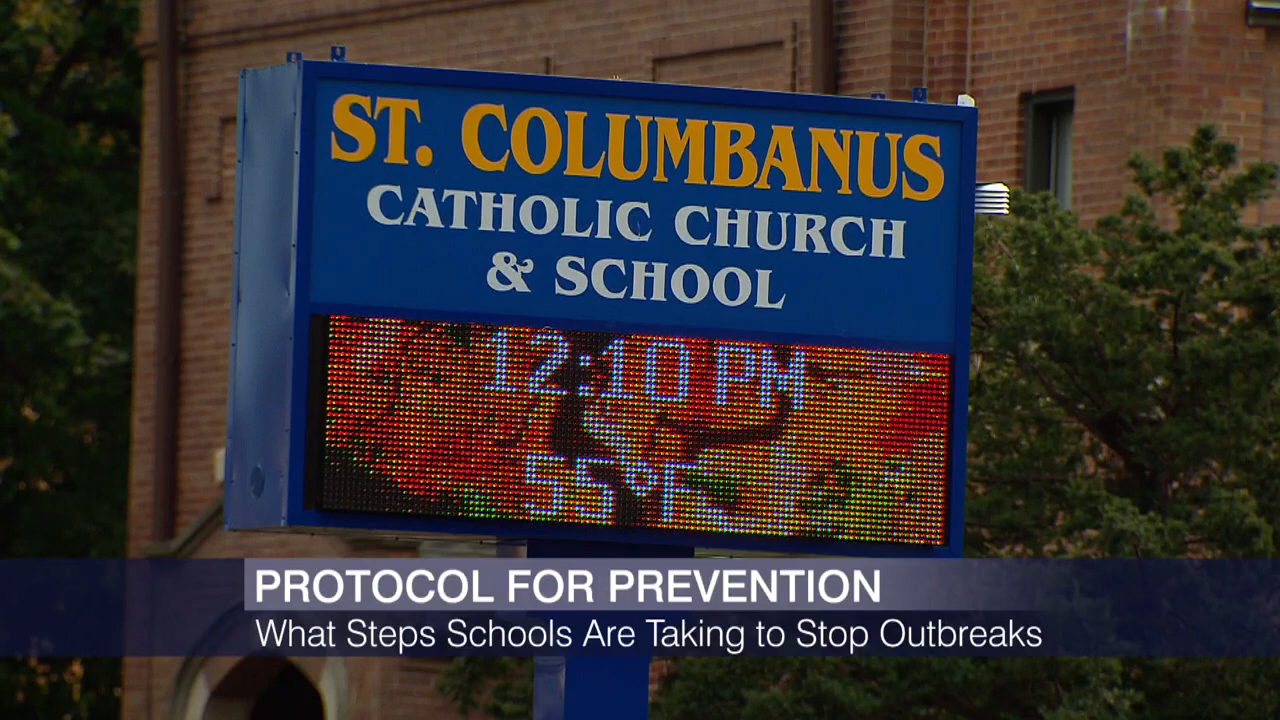 ST. COLUMBANUS
CATHOLIC CHURCH
& SCHOOL
12:10 PM
55°F
PROTOCOL FOR PREVENTION
What Steps Schools Are Taking to Stop Outbreaks